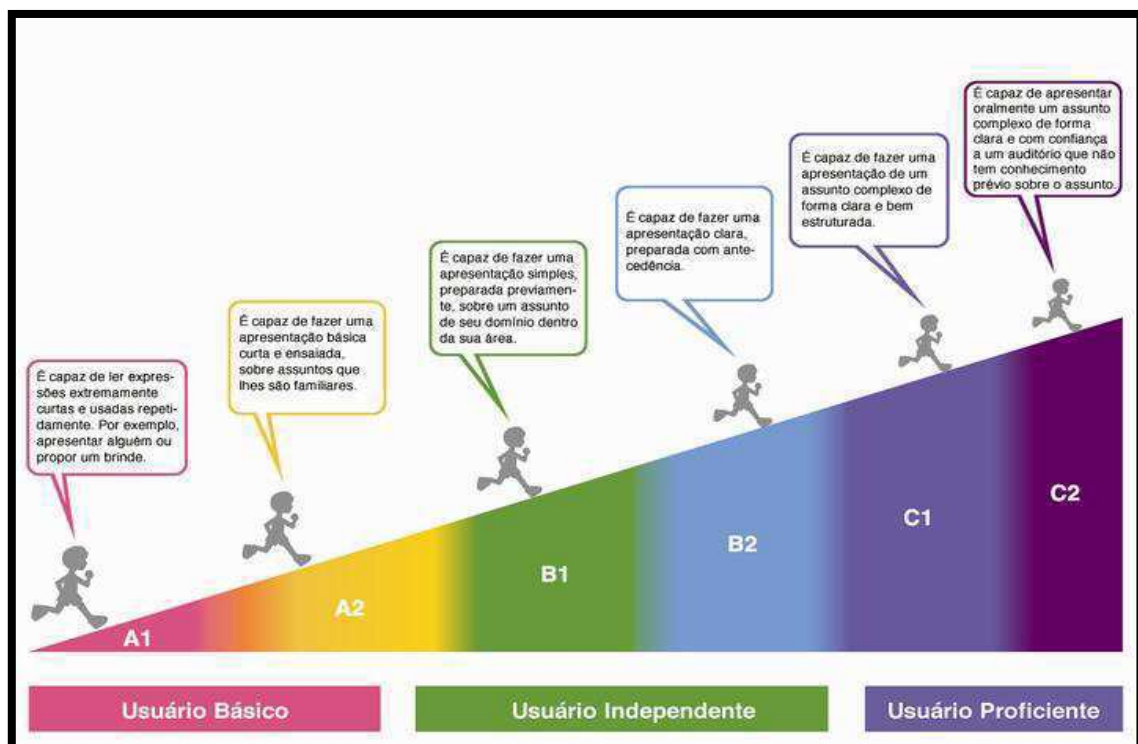 É capaz de ler expres-
sões extremamente
curtas e usadas repeti-
damente. Por exemplo,
apresentar alguém ou
propor um brinde.
É capaz de fazer uma
apresentação básica
curta e ensaiada,
sobre assuntos que
lhes são familiares.
É capaz de fazer uma
apresentação simples,
preparada previamen-
te, sobre um assunto
de seu domínio dentro
da sua área.
É capaz de fazer uma
apresentação clara,
preparada com ante-
cedência.
É capaz de fazer uma
apresentação de um
assunto complexo de
forma clara e bem
estruturada.
É capaz de apresentar
oralmente um assunto
complexo de forma
clara e com confiança
a um auditório que não
tem conhecimento
prévio sobre o assunto.
A1
A2
B1
B2
C1
C2
Usuário Básico
Usuário Independente
Usuário Proficiente